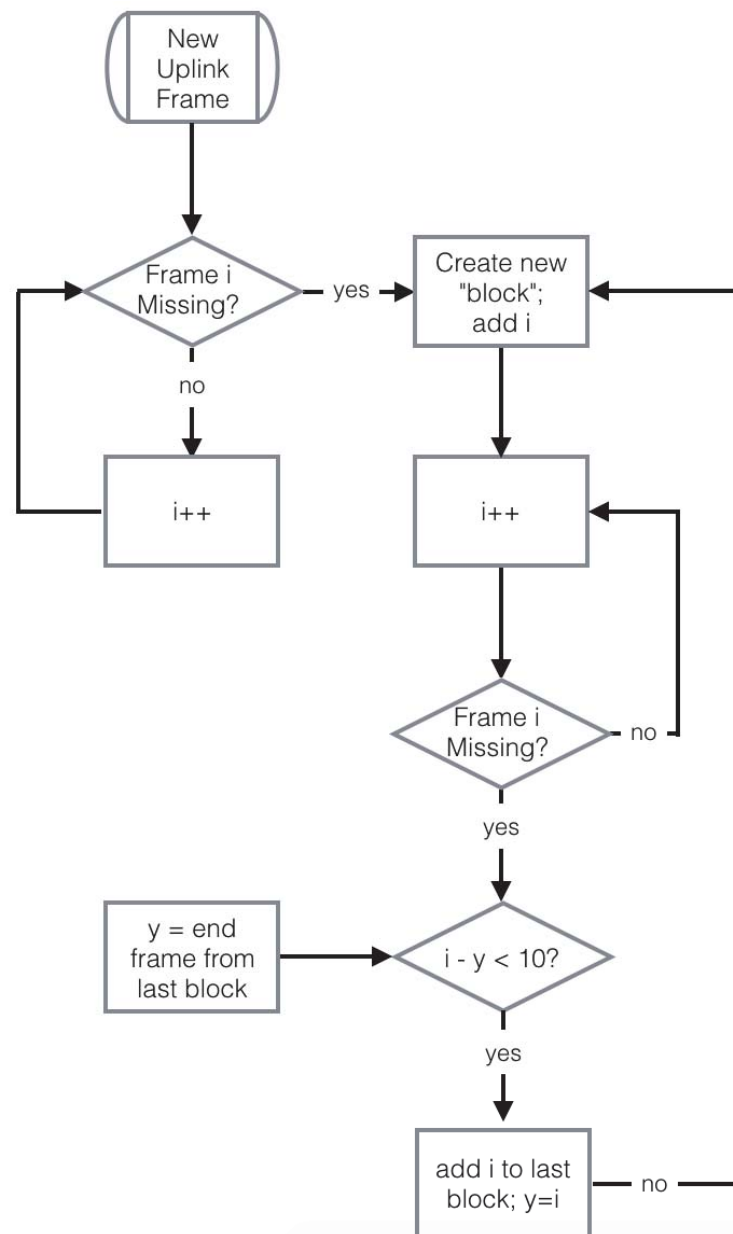 New
Uplink
Frame
Frame i
Missing?
yes
Create new
"block";
add i
no
i++
i++
Frame i
Missing?
no
yes
y = end
frame from
last block
i - y < 10?
yes
add i to last
block; y=i
no